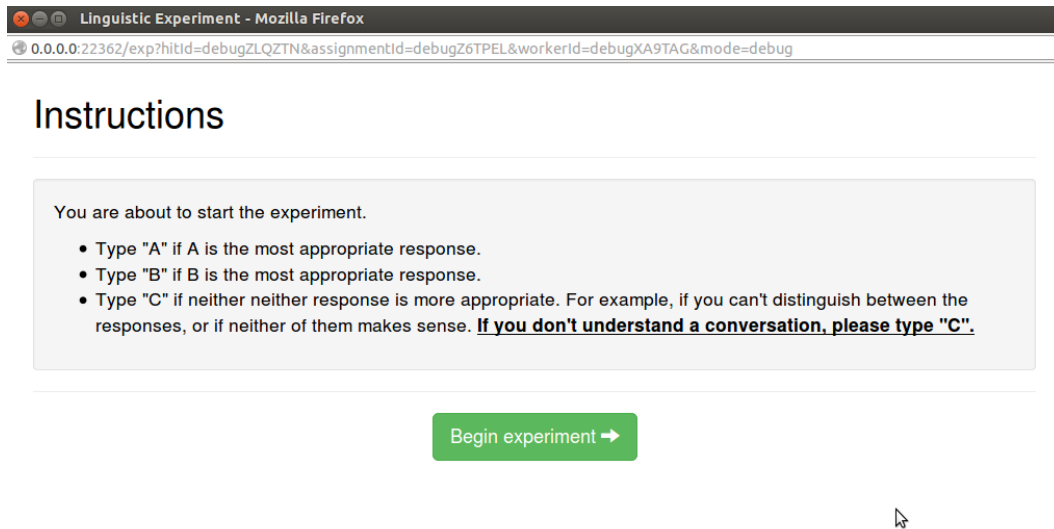 Linguistic Experiment - Mozilla Firefox
0.0.0.0:22362/exp?hitId=debugZLQZTN&assignmentId=debugZ6TPEL&workerId=debugXA9TAG&mode=debug
Instructions
You are about to start the experiment.
• Type "A" if A is the most appropriate response.
• Type "B" if B is the most appropriate response.
• Type "C" if neither neither response is more appropriate. For example, if you can't distinguish between the
responses, or if neither of them makes sense. If you don't understand a conversation, please type "C".
Begin experiment